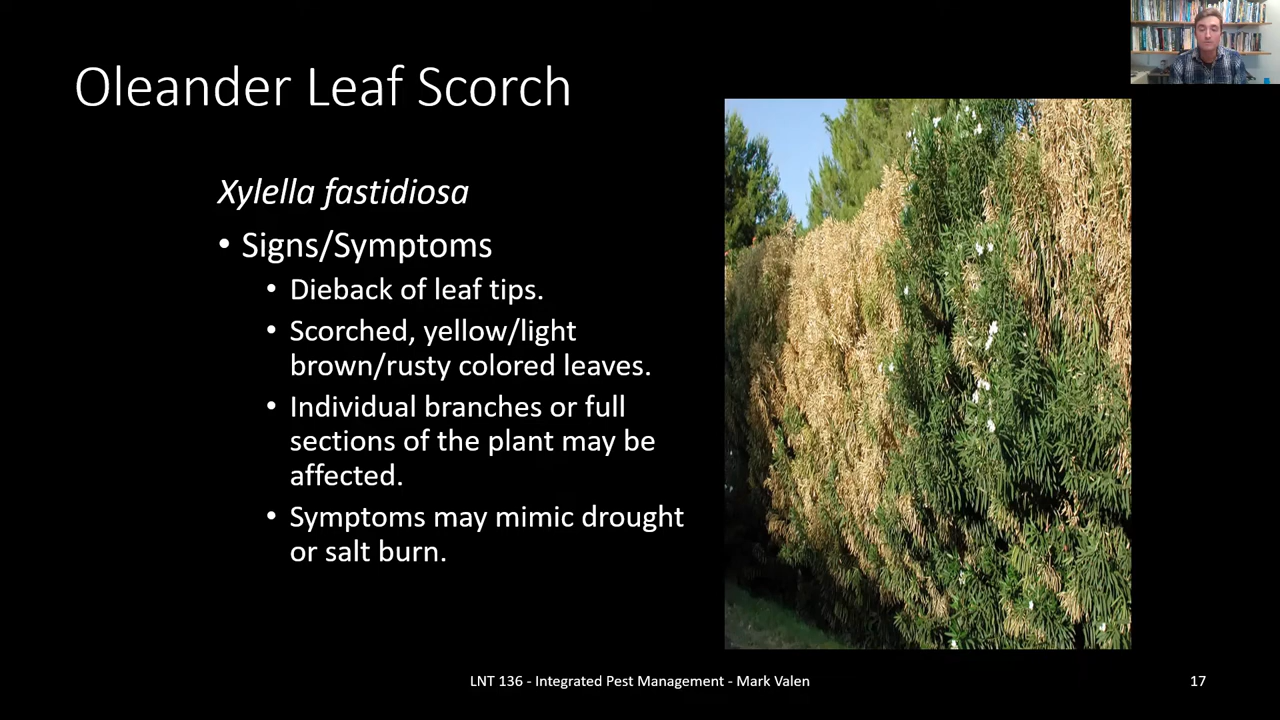 Oleander Leaf Scorch
Xylella fastidiosa
• Signs/Symptoms
• Dieback of leaf tips.
• Scorched, yellow/light
brown/rusty colored leaves.
• Individual branches or full
sections of the plant may be
affected.
• Symptoms may mimic drought
or salt burn.
LNT 136 - Integrated Pest Management - Mark Valen
17